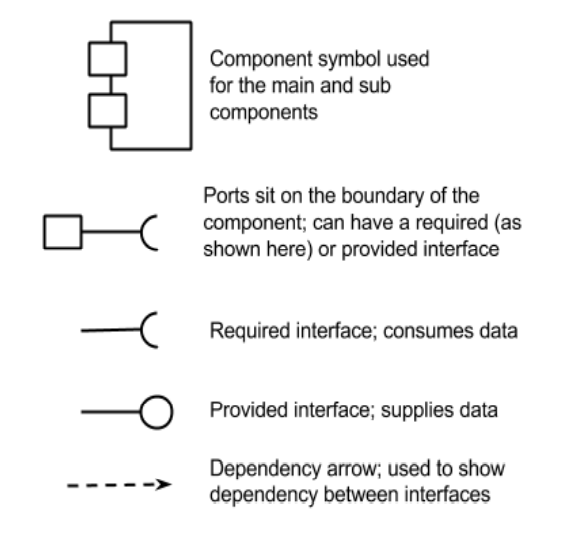 Component symbol used
for the main and sub
components
Ports sit on the boundary of the
component; can have a required (as
shown here) or provided interface
Required interface; consumes data
Provided interface; supplies data
Dependency arrow; used to show
dependency between interfaces